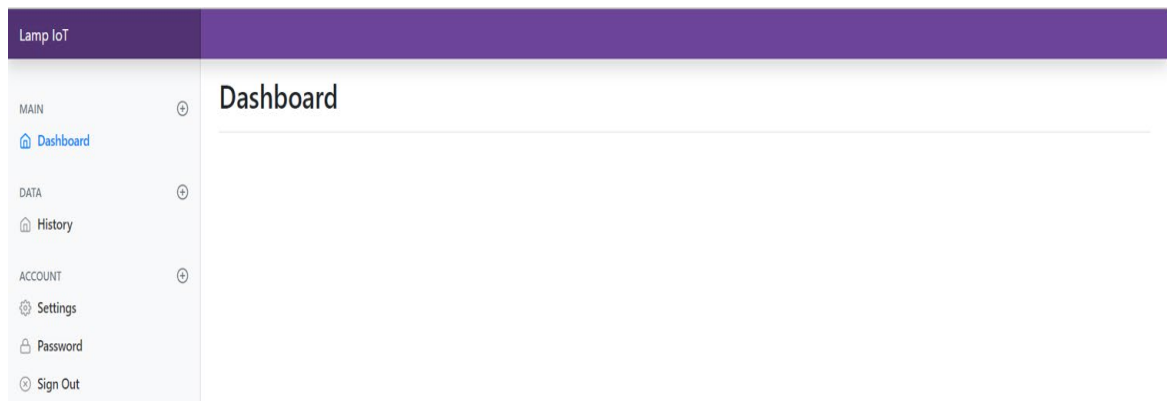 Lamp IoT
Dashboard
MAIN
Dashboard
DATA
History
ACCOUNT
Settings
Password
Sign Out